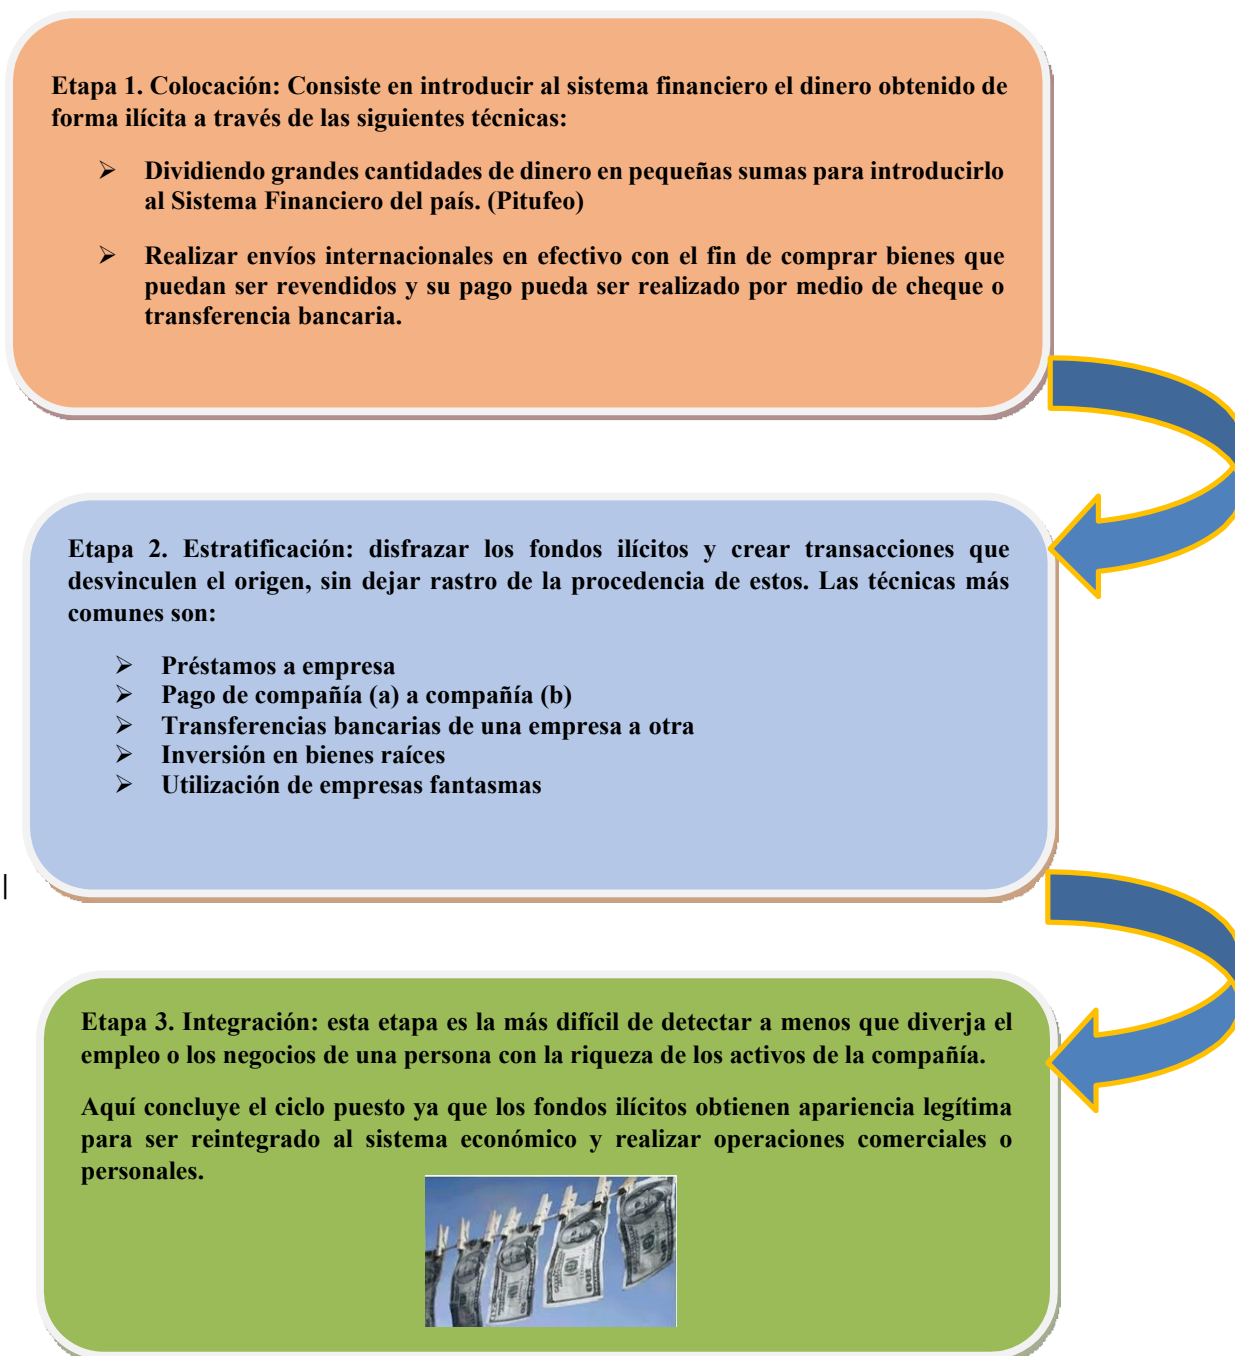 Etapa 1. Colocación: Consiste en introducir al sistema financiero el dinero obtenido de
forma ilícita a través de las siguientes técnicas:
➢ Dividiendo grandes cantidades de dinero en pequeñas sumas para introducirlo
al Sistema Financiero del país. (Pitufeo)
➢ Realizar envíos internacionales en efectivo con el fin de comprar bienes que
puedan ser revendidos y su pago pueda ser realizado por medio de cheque o
transferencia bancaria.
Etapa 2. Estratificación: disfrazar los fondos ilícitos y crear transacciones que
desvinculen el origen, sin dejar rastro de la procedencia de estos. Las técnicas más
comunes son:
➢ Préstamos a empresa
➢ Pago de compañía (a) a compañía (b)
➢ Transferencias bancarias de una empresa a otra
➢ Inversión en bienes raíces
➢ Utilización de empresas fantasmas
Etapa 3. Integración: esta etapa es la más difícil de detectar a menos que diverja el
empleo o los negocios de una persona con la riqueza de los activos de la compañía.
Aquí concluye el ciclo puesto ya que los fondos ilícitos obtienen apariencia legítima
para ser reintegrado al sistema económico y realizar operaciones comerciales o
personales.